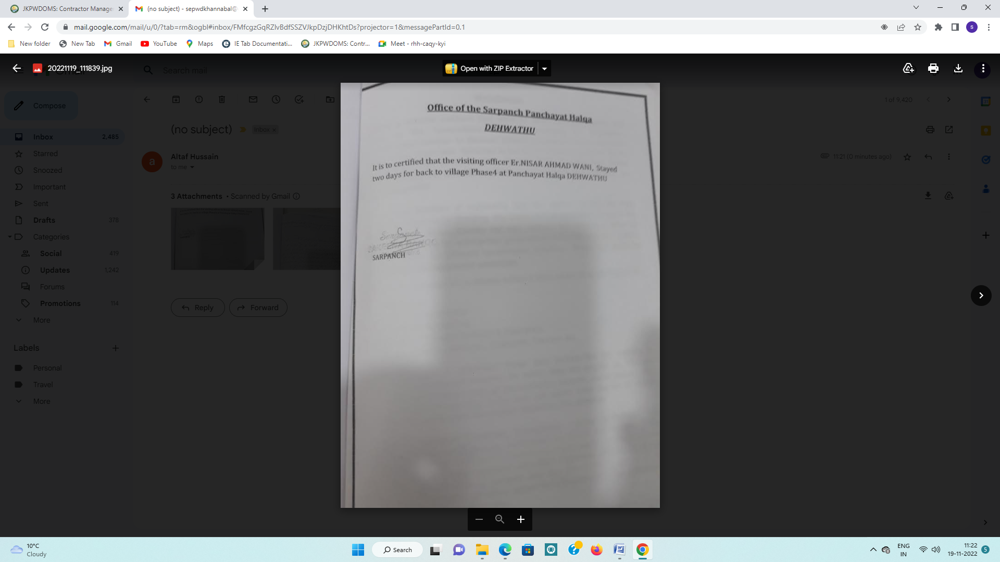 JKPWDOMS: Contractor Manage
(no subject) - sepwdkhannabal@
mail.google.com/mail/u/0/?tab=rm&ogbl#inbox/FMfcgzGqRZlvBdfSSZVJkpDzjDHKhtDs?projector=1&messagePartId=0.1
S
New folder
New Tab
Gmail
YouTube
Maps
IE Tab Documentati...
JKPWDOMS: Contr...
Meet - rhh-caqy-kyi
20221119_111839.jpg
Search mail
Open with ZIP Extractor
Compose
1 of 9,420
(no subject)
Inbox
Inbox 2,485
Starred
Snoozed
Important
Sent
Drafts 378
Categories
Social 419
Updates 1,242
Forums
Promotions 114
More
Labels
Personal
Travel
More
a
Altaf Hussain
to me
11:21 (0 minutes ago)
3 Attachments • Scanned by Gmail
Reply
Forward
Office of the Sarpanch Panchayat Halqa
DEHWATHU
It is to certified that the visiting officer Er.NISAR AHMAD WANI, Stayed
two days for back to village Phase4 at Panchayat Halqa DEHWATHU
Sarpanch
SARPANCH
10°C
Cloudy
Search
ENG
IN
11:22
19-11-2022
5